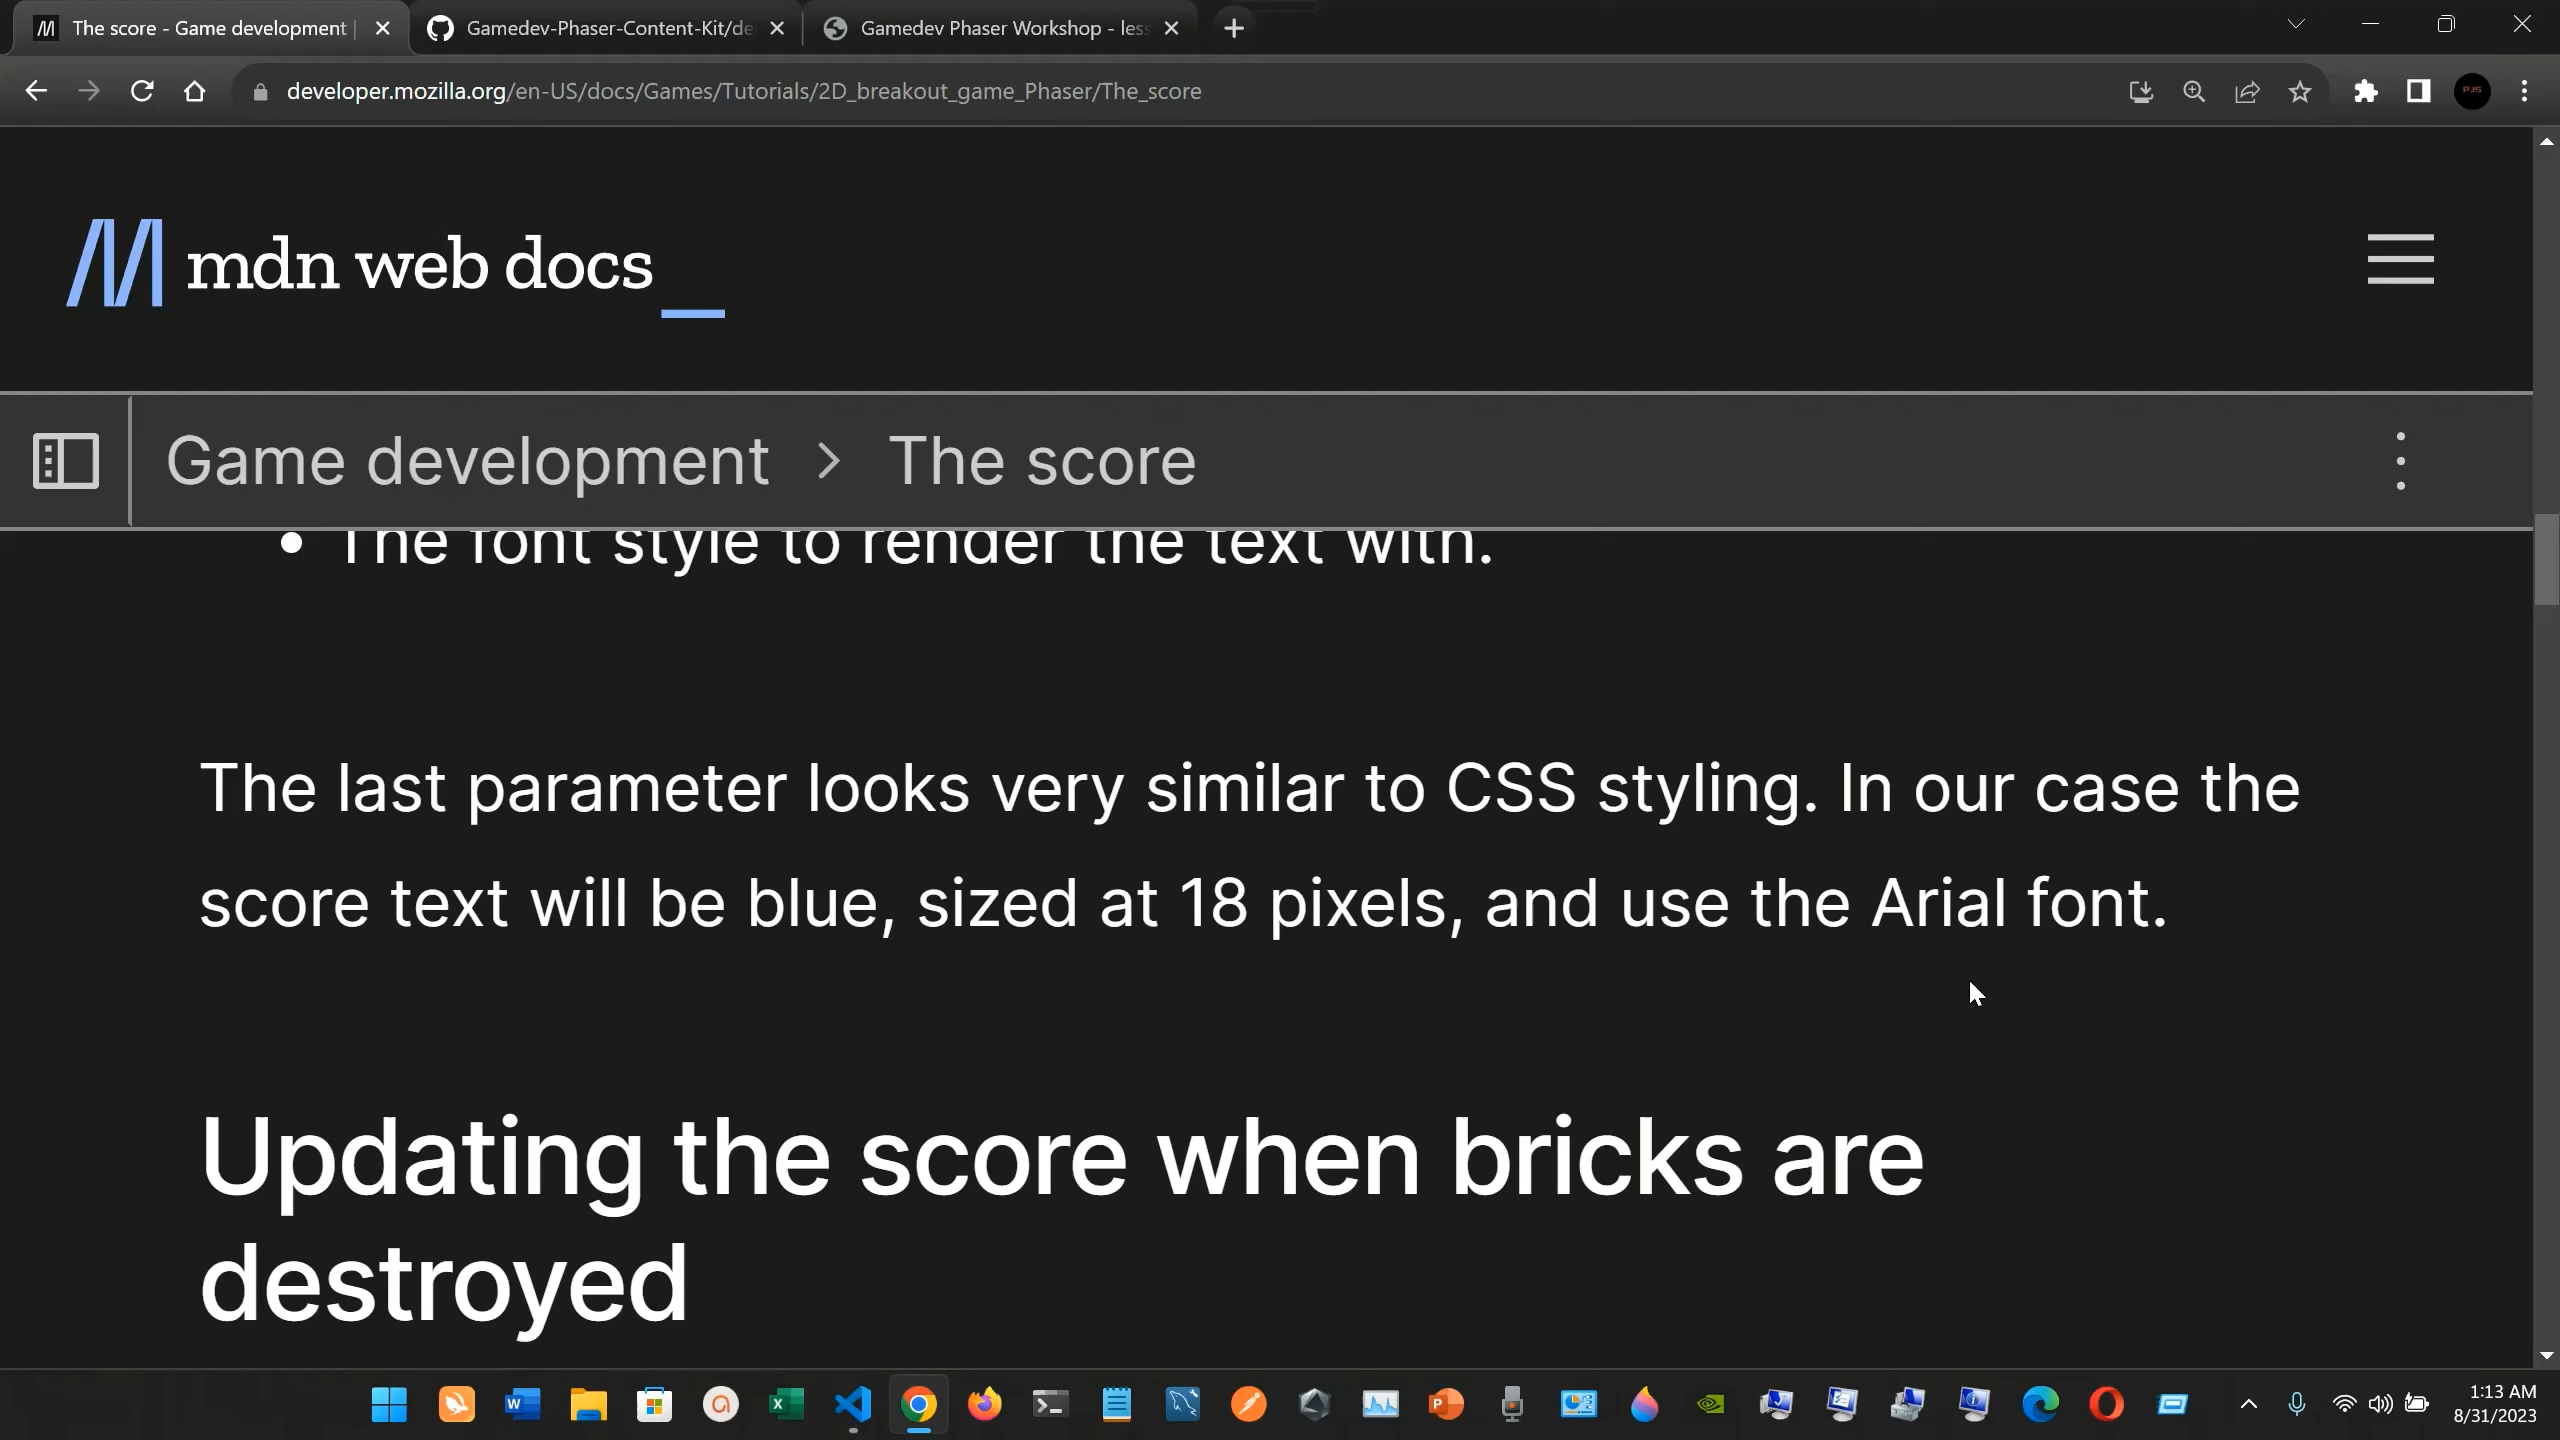 The score - Game development |
Gamedev-Phaser-Content-Kit/de
Gamedev Phaser Workshop - less
developer.mozilla.org/en-US/docs/Games/Tutorials/2D_breakout_game_Phaser/The_score
PJS
mdn web docs_
Game development > The score
• The font style to render the text with.
The last parameter looks very similar to CSS styling. In our case the
score text will be blue, sized at 18 pixels, and use the Arial font.
Updating the score when bricks are
destroyed
1:13 AM
8/31/2023